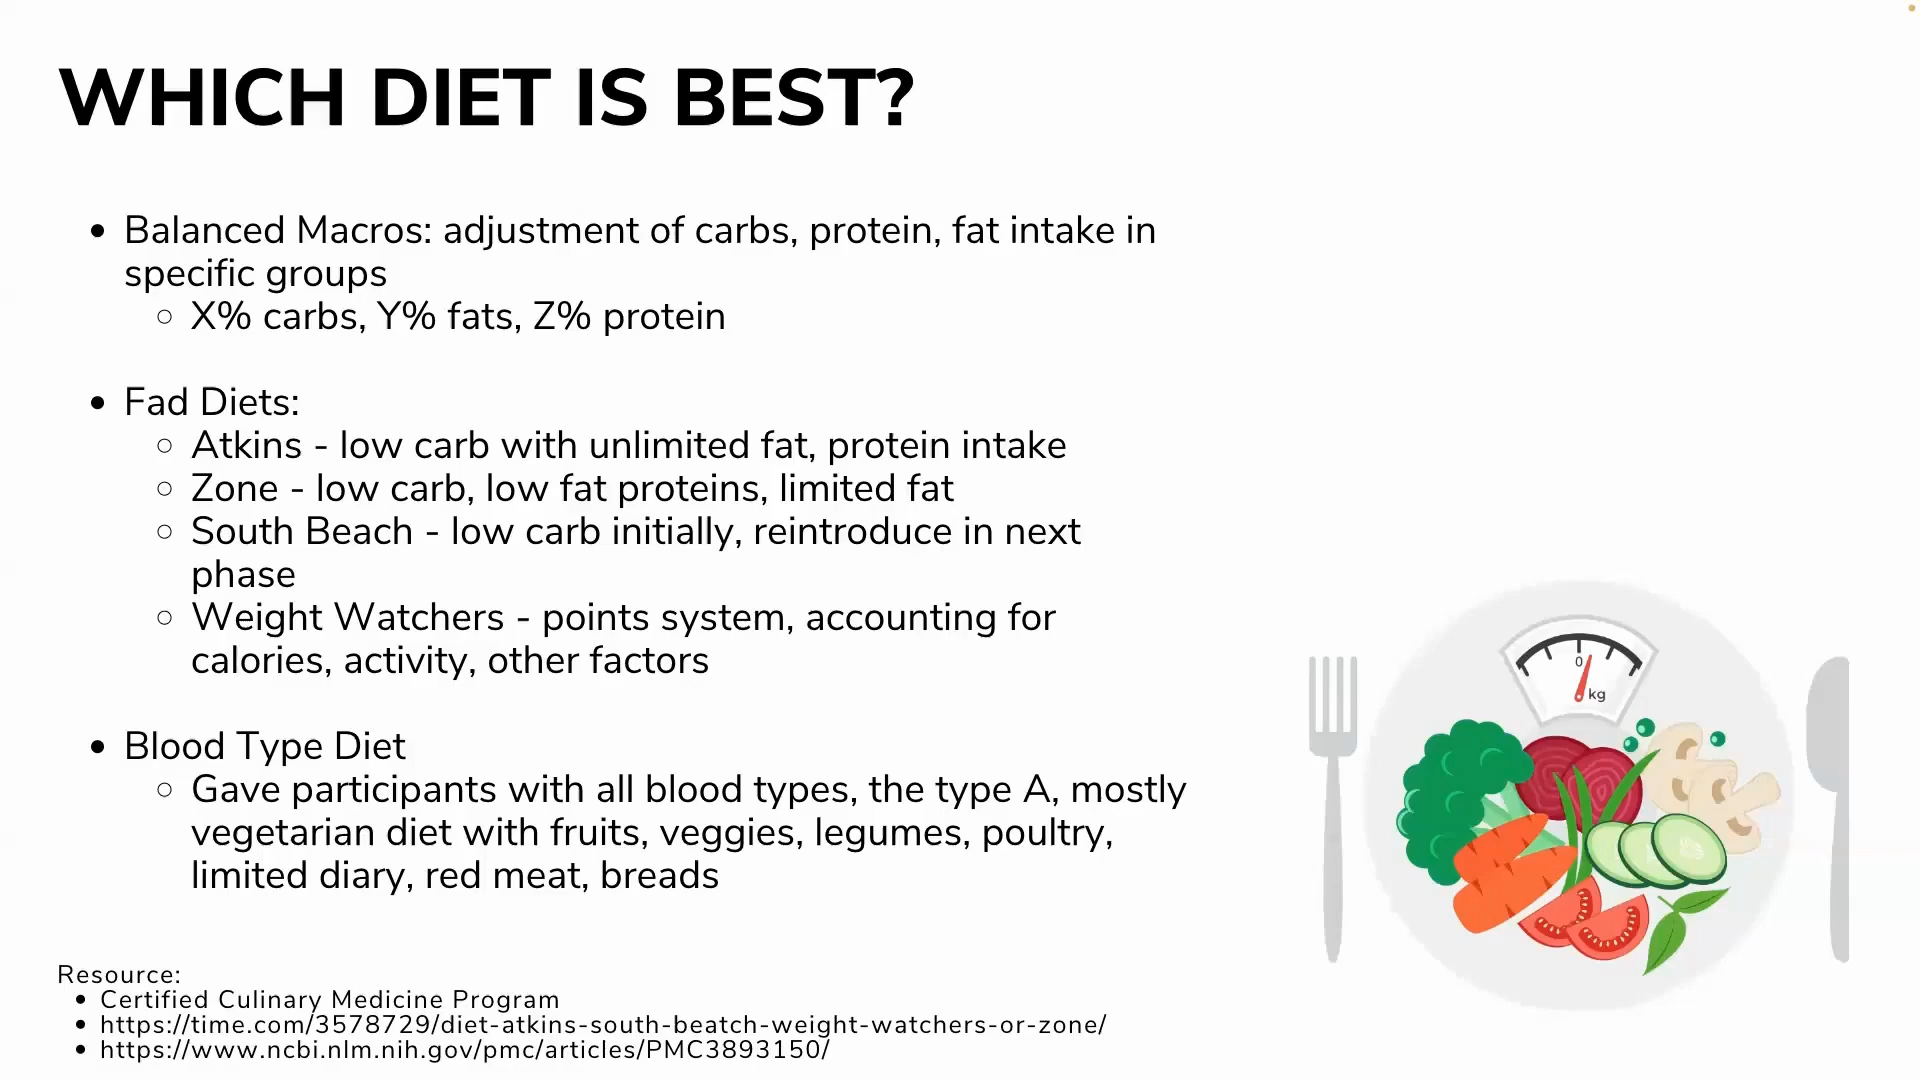 WHICH DIET IS BEST?
• Balanced Macros: adjustment of carbs, protein, fat intake in
specific groups
○ X% carbs, Y% fats, Z% protein
• Fad Diets:
○ Atkins - low carb with unlimited fat, protein intake
○ Zone - low carb, low fat proteins, limited fat
○ South Beach - low carb initially, reintroduce in next
phase
○ Weight Watchers - points system, accounting for
calories, activity, other factors
• Blood Type Diet
○ Gave participants with all blood types, the type A, mostly
vegetarian diet with fruits, veggies, legumes, poultry,
limited diary, red meat, breads
0
kg
Resource:
• Certified Culinary Medicine Program
• https://time.com/3578729/diet-atkins-south-beatch-weight-watchers-or-zone/
• https://www.ncbi.nlm.nih.gov/pmc/articles/PMC3893150/